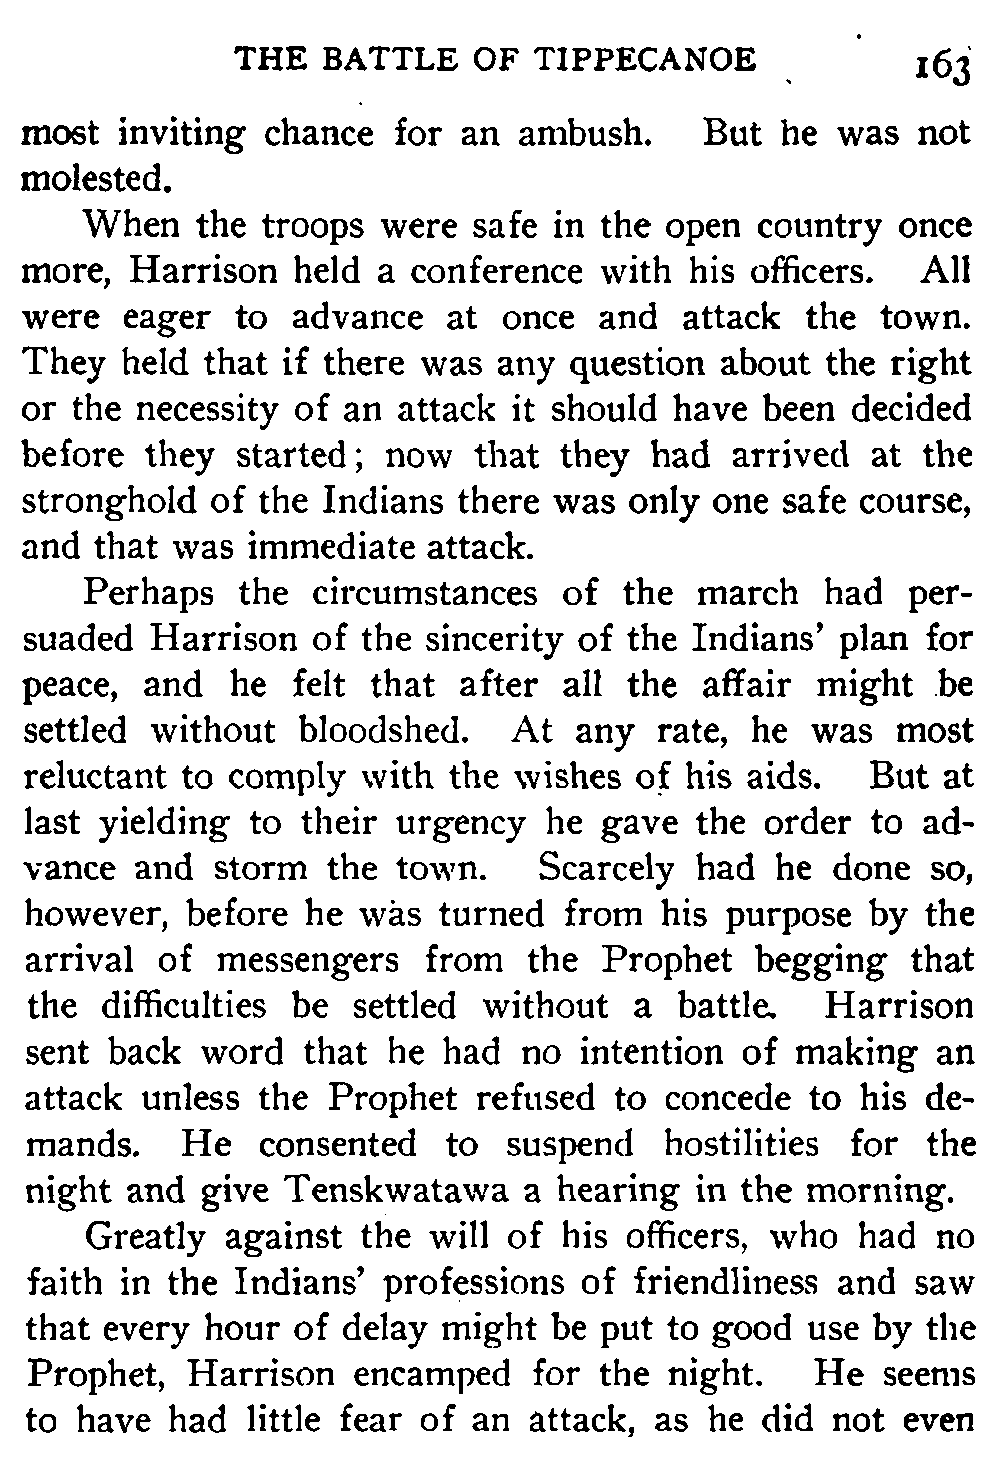 THE BATTLE OF TIPPECANOE 163
most inviting chance for an ambush. But he was not
molested.
When the troops were safe in the open country once
more, Harrison held a conference with his officers. All
were eager to advance at once and attack the town.
They held that if there was any question about the right
or the necessity of an attack it should have been decided
before they started; now that they had arrived at the
stronghold of the Indians there was only one safe course,
and that was immediate attack.
Perhaps the circumstances of the march had per-
suaded Harrison of the sincerity of the Indians' plan for
peace, and he felt that after all the affair might be
settled without bloodshed. At any rate, he was most
reluctant to comply with the wishes of his aids. But at
last yielding to their urgency he gave the order to ad-
vance and storm the town. Scarcely had he done so,
however, before he was turned from his purpose by the
arrival of messengers from the Prophet begging that
the difficulties be settled without a battle. Harrison
sent back word that he had no intention of making an
attack unless the Prophet refused to concede to his de-
mands. He consented to suspend hostilities for the
night and give Tenskwatawa a hearing in the morning.
Greatly against the will of his officers, who had no
faith in the Indians' professions of friendliness and saw
that every hour of delay might be put to good use by the
Prophet, Harrison encamped for the night. He seems
to have had little fear of an attack, as he did not even